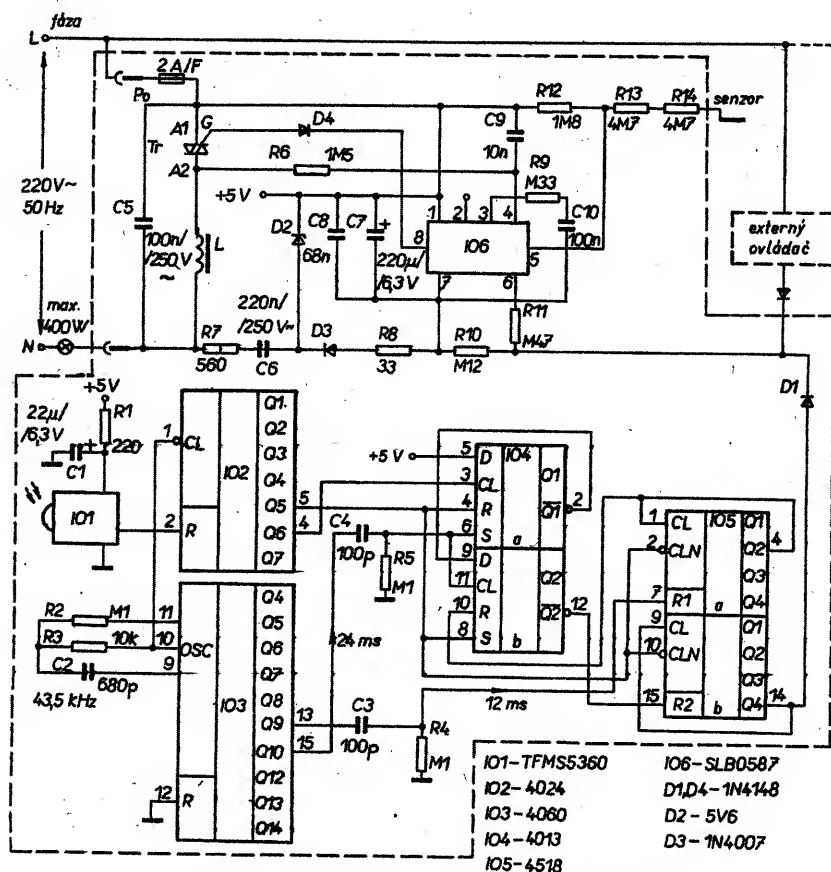 fáza
L
2 A/F
Po
A1 G
Tr
A2
D4
R6 1M5
C9
10n
R12
1M8
R13
4M7
R14
4M7
senzor
R9
M33
C10
100n
220V~
50Hz
C5
100n/
/250V
~
L
+5V
D2
C8
68n
C7 +
220µ/
/6,3V
1 2 3 4
8 IO6 5
7 6
R11
M47
externý
ovládač
max.
400W
N
R7
560
220n/
/250V~
C6
D3
R8
33
R10
M12
D1
+5V
22µ/
/6,3V
R1
220
C1 +
IO1
1 CL
2 R
IO2
Q1
Q2
Q3
Q4
Q5 5
Q6 4
Q7
C4
100p
R5
M1
+5V
5 D
3 CL
4 R
6 S
9 D
11 CL
10 R
8 S
IO4
a
b
Q1
Q1 2
Q2
Q2 12
1 CL
2 CLN
7 R1
9 CL
10 CLN
15 R2
IO5
a
b
Q1
Q2 4
Q3
Q4
Q1
Q2
Q3
Q4 14
R2 M1 11
R3 10k 10
C2 680p 9
43,5 kHz
OSC
IO3
12 R
Q4
Q5
Q6
Q7
Q8
Q9 13
Q10 15
Q12
Q13
Q14
24 ms
C3
100p
12 ms
R4
M1
IO1-TFMS5360
IO2-4024
IO3-4060
IO4-4013
IO5-4518
IO6-SLB0587
D1,D4-1N4148
D2-5V6
D3-1N4007